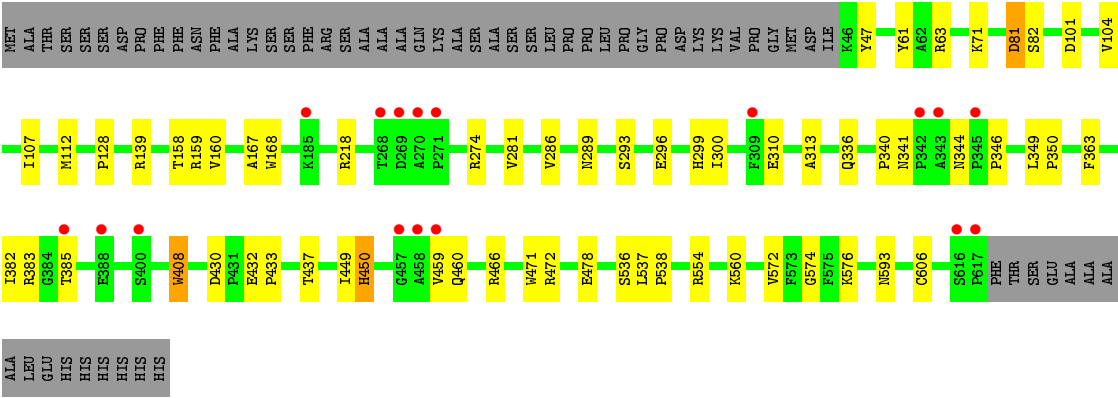 MET ALA THR SER SER SER SER ASP PRO PHE PHE ASN PHE ALA LYS SER SER PHE ARG SER ALA ALA ALA GLN LYS ALA SER ALA SER SER LEU PRO PRO LEU PRO GLY PRO ASP LYS LYS VAL PRO GLY MET ASP ILE K46 Y47 Y61 A62 R63 K71 D81 S82 D101 V104
I107 M112 P128 R139 T158 R159 V160 A167 W168 K185 R218 T268 D269 A270 P271 R274 V281 V286 N289 S293 E296 H299 I300 F309 E310 A313 Q336 P340 N341 P342 A343 N344 P345 P346 L349 P350 F363
I382 R383 G384 T385 E388 S400 W408 D430 P431 E432 P433 T437 I449 H450 G457 A458 V459 Q460 R466 W471 R472 E478 S536 L537 P538 R554 K560 V572 F573 G574 F575 K576 N593 C606 S616 P617 PHE THR SER GLU ALA ALA ALA
ALA LEU GLU HIS HIS HIS HIS HIS HIS